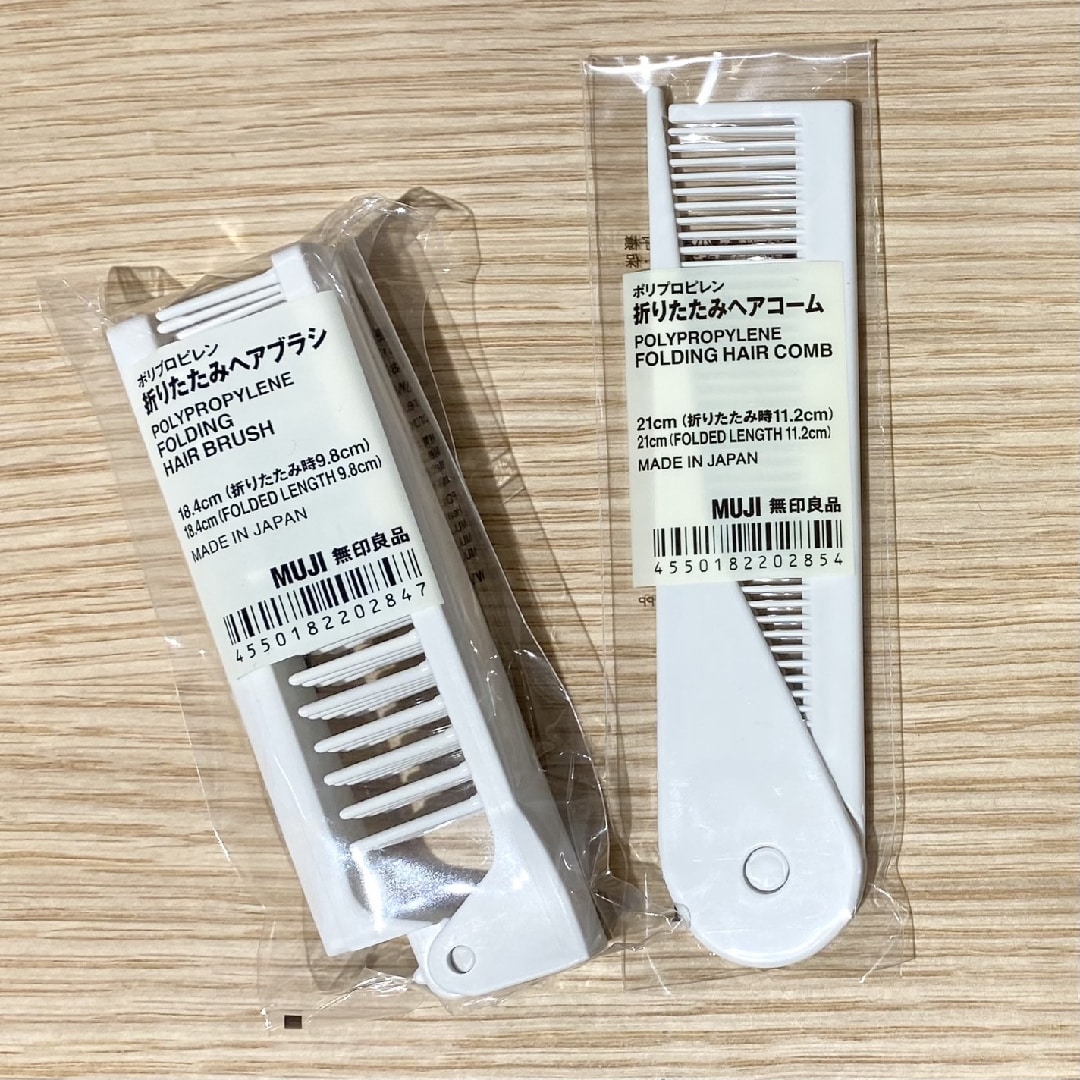 ポリプロピレン
折りたたみヘアブラシ
POLYPROPYLENE
FOLDING
HAIR BRUSH
18.4cm (折りたたみ時9.8cm)
18.4cm (FOLDED LENGTH 9.8cm)
MADE IN JAPAN
MUJI 無印良品
4550182202847
ポリプロピレン
折りたたみヘアコーム
POLYPROPYLENE
FOLDING HAIR COMB
21cm (折りたたみ時11.2cm)
21cm (FOLDED LENGTH 11.2cm)
MADE IN JAPAN
MUJI 無印良品
4550182202854